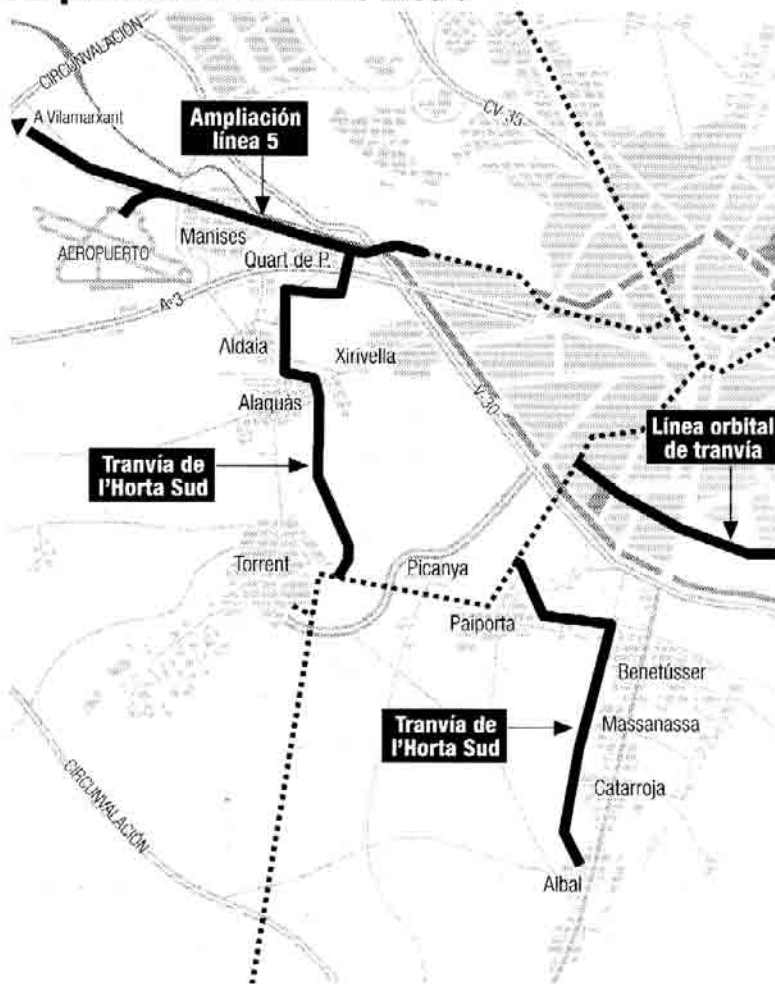 CIRCUNVALACIÓN
A Vilamarxant
Ampliación
línea 5
CV-35
AEROPUERTO
Manises
Quart de P.
A-3
Aldaia
Xirivella
Alaquàs
V-30
Línea orbital
de tranvía
Tranvía de
l'Horta Sud
Torrent
Picanya
Paiporta
Benetússer
Tranvía de
l'Horta Sud
Massanassa
Catarroja
CIRCUNVALACIÓN
Albal